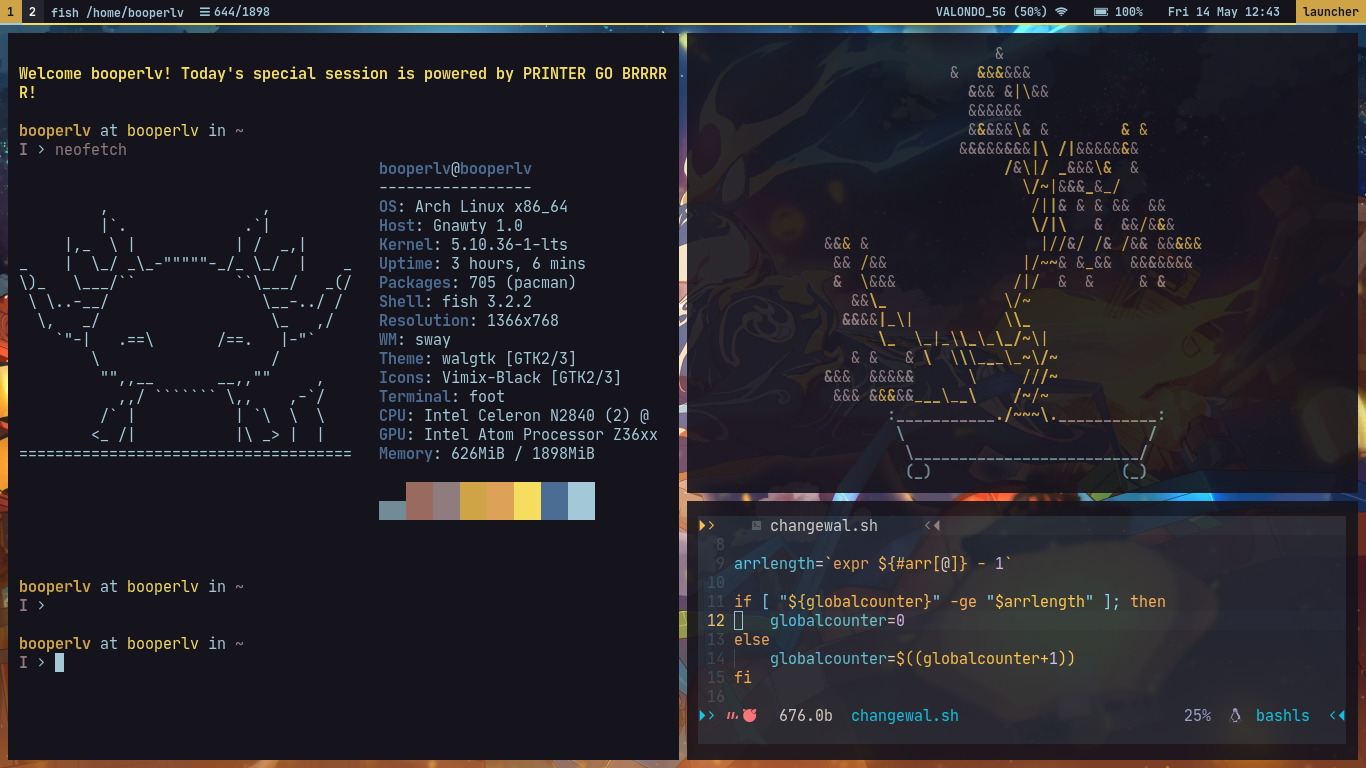 1 2 fish /home/booperlv 644/1898 VALONDO_5G (50%) 100% Fri 14 May 12:43 launcher
Welcome booperlv! Today's special session is powered by PRINTER GO BRRRR
R!
booperlv at booperlv in ~
I > neofetch
booperlv@booperlv
-----------------
OS: Arch Linux x86_64
Host: Gnawty 1.0
Kernel: 5.10.36-1-lts
Uptime: 3 hours, 6 mins
Packages: 705 (pacman)
Shell: fish 3.2.2
Resolution: 1366x768
WM: sway
Theme: walgtk [GTK2/3]
Icons: Vimix-Black [GTK2/3]
Terminal: foot
CPU: Intel Celeron N2840 (2) @
GPU: Intel Atom Processor Z36xx
Memory: 626MiB / 1898MiB
booperlv at booperlv in ~
I >
booperlv at booperlv in ~
I >
changewal.sh
8
9 arrlength=`expr ${#arr[@]} - 1`
10
11 if [ "${globalcounter}" -ge "$arrlength" ]; then
12 globalcounter=0
13 else
14 globalcounter=$((globalcounter+1))
15 fi
16
676.0b changewal.sh 25% bashls